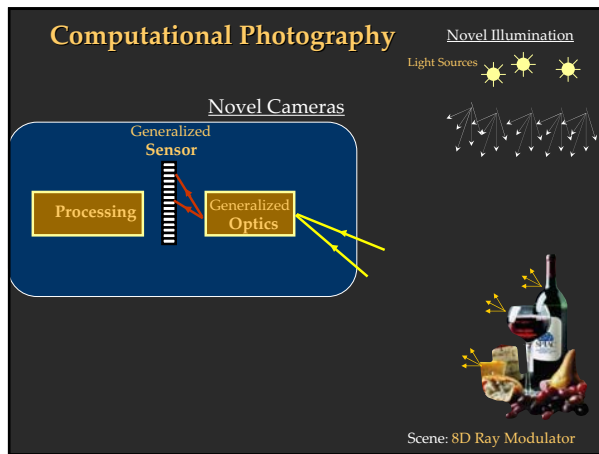 Computational Photography
Novel Illumination
Light Sources
Novel Cameras
Generalized
Sensor
Processing
Generalized
Optics
Scene: 8D Ray Modulator